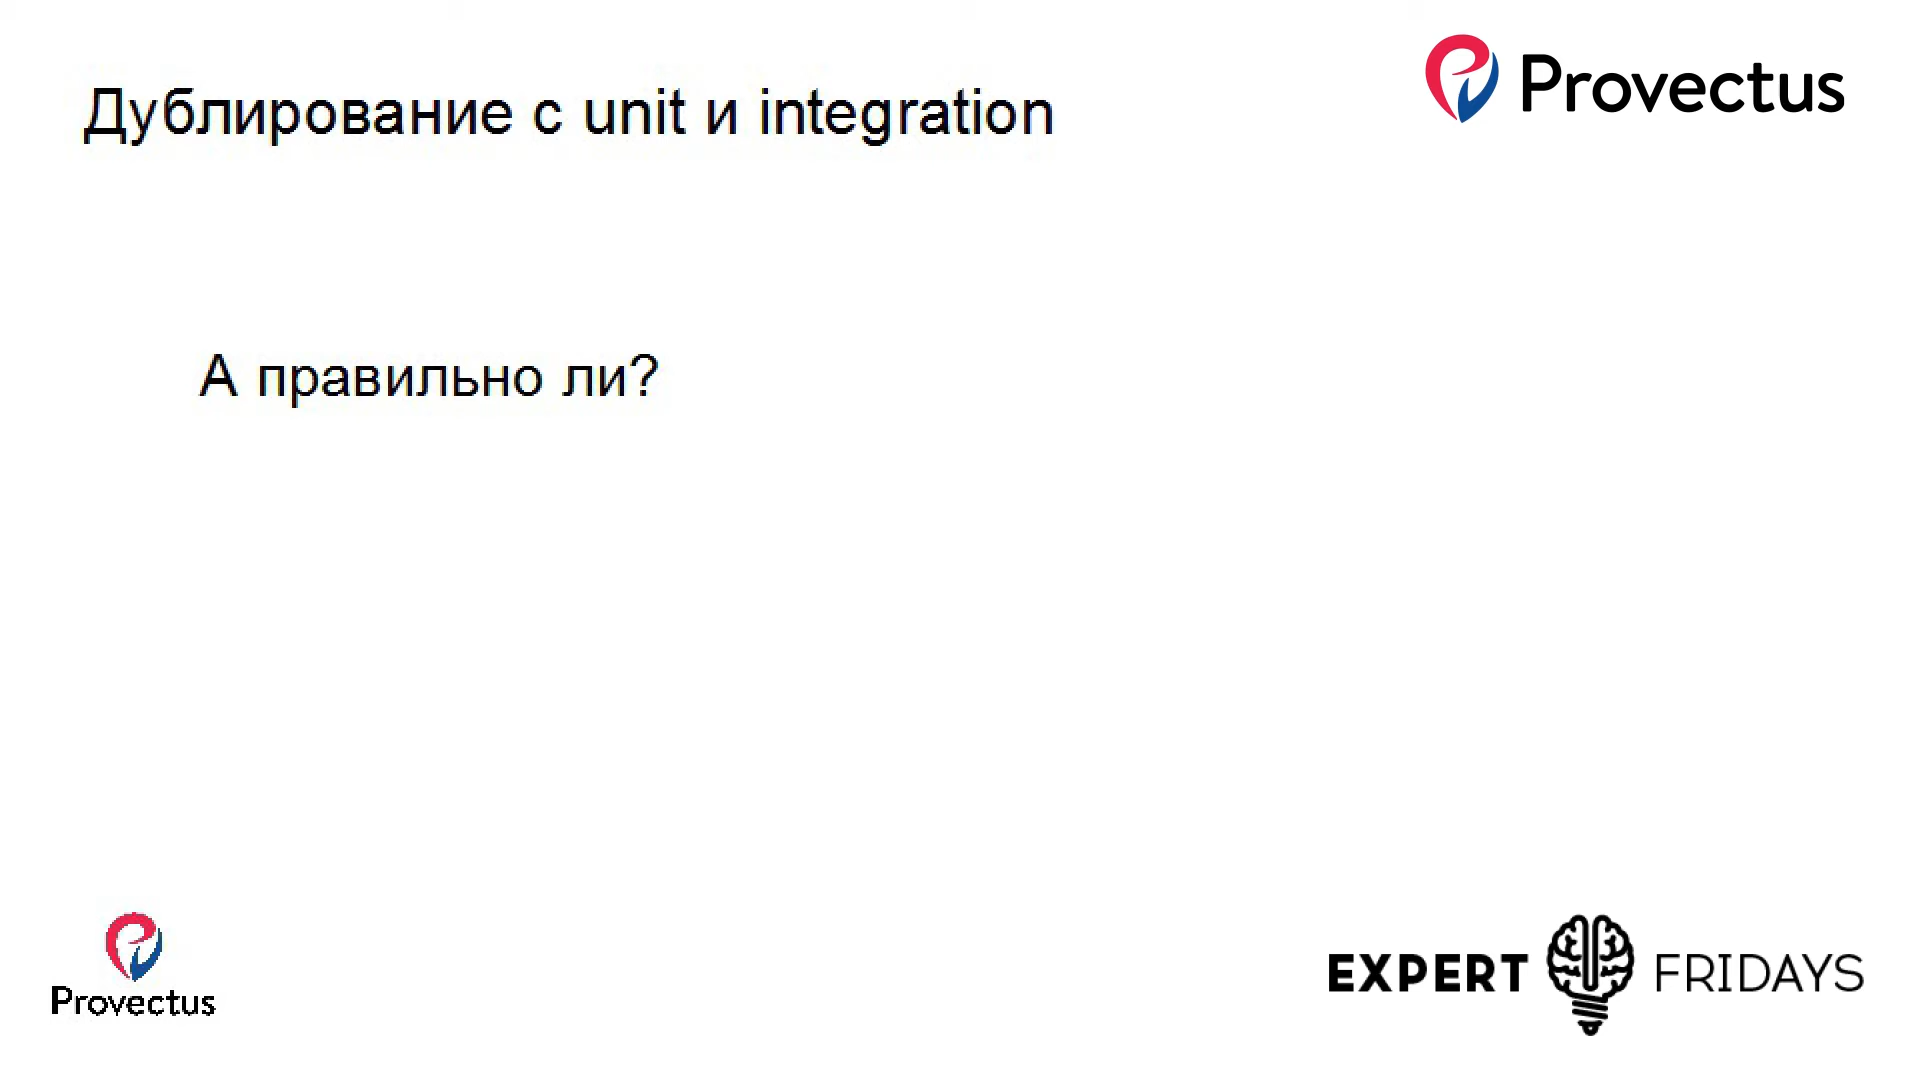 Дублирование с unit и integration
Provectus
А правильно ли?
Provectus
EXPERT FRIDAYS